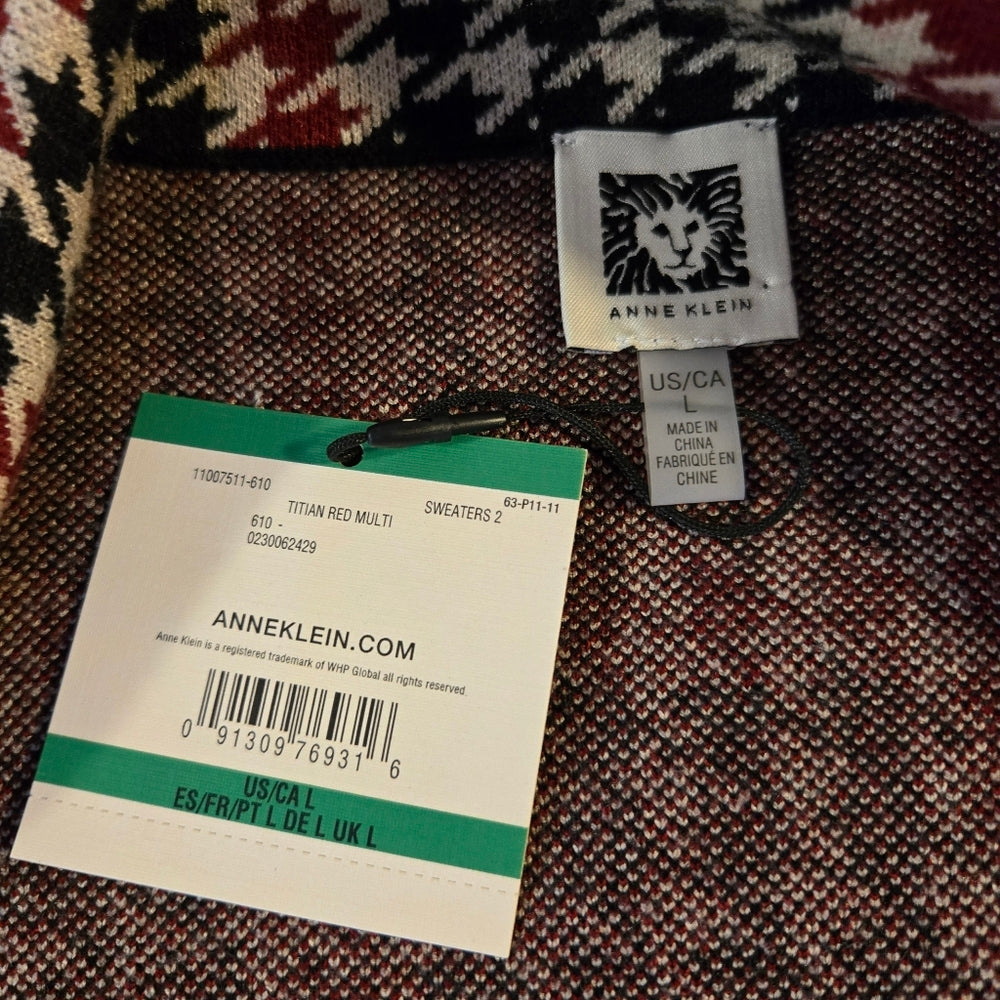 ANNE KLEIN
US/CA
L
MADE IN
CHINA
FABRIQUÉ EN
CHINE
11007511-610
63-P11-11
TITIAN RED MULTI
SWEATERS 2
610 -
0230062429
ANNEKLEIN.COM
Anne Klein is a registered trademark of WHP Global all rights reserved.
0 91309 76931 6
US/CA L
ES/FR/PT L DE L UK L